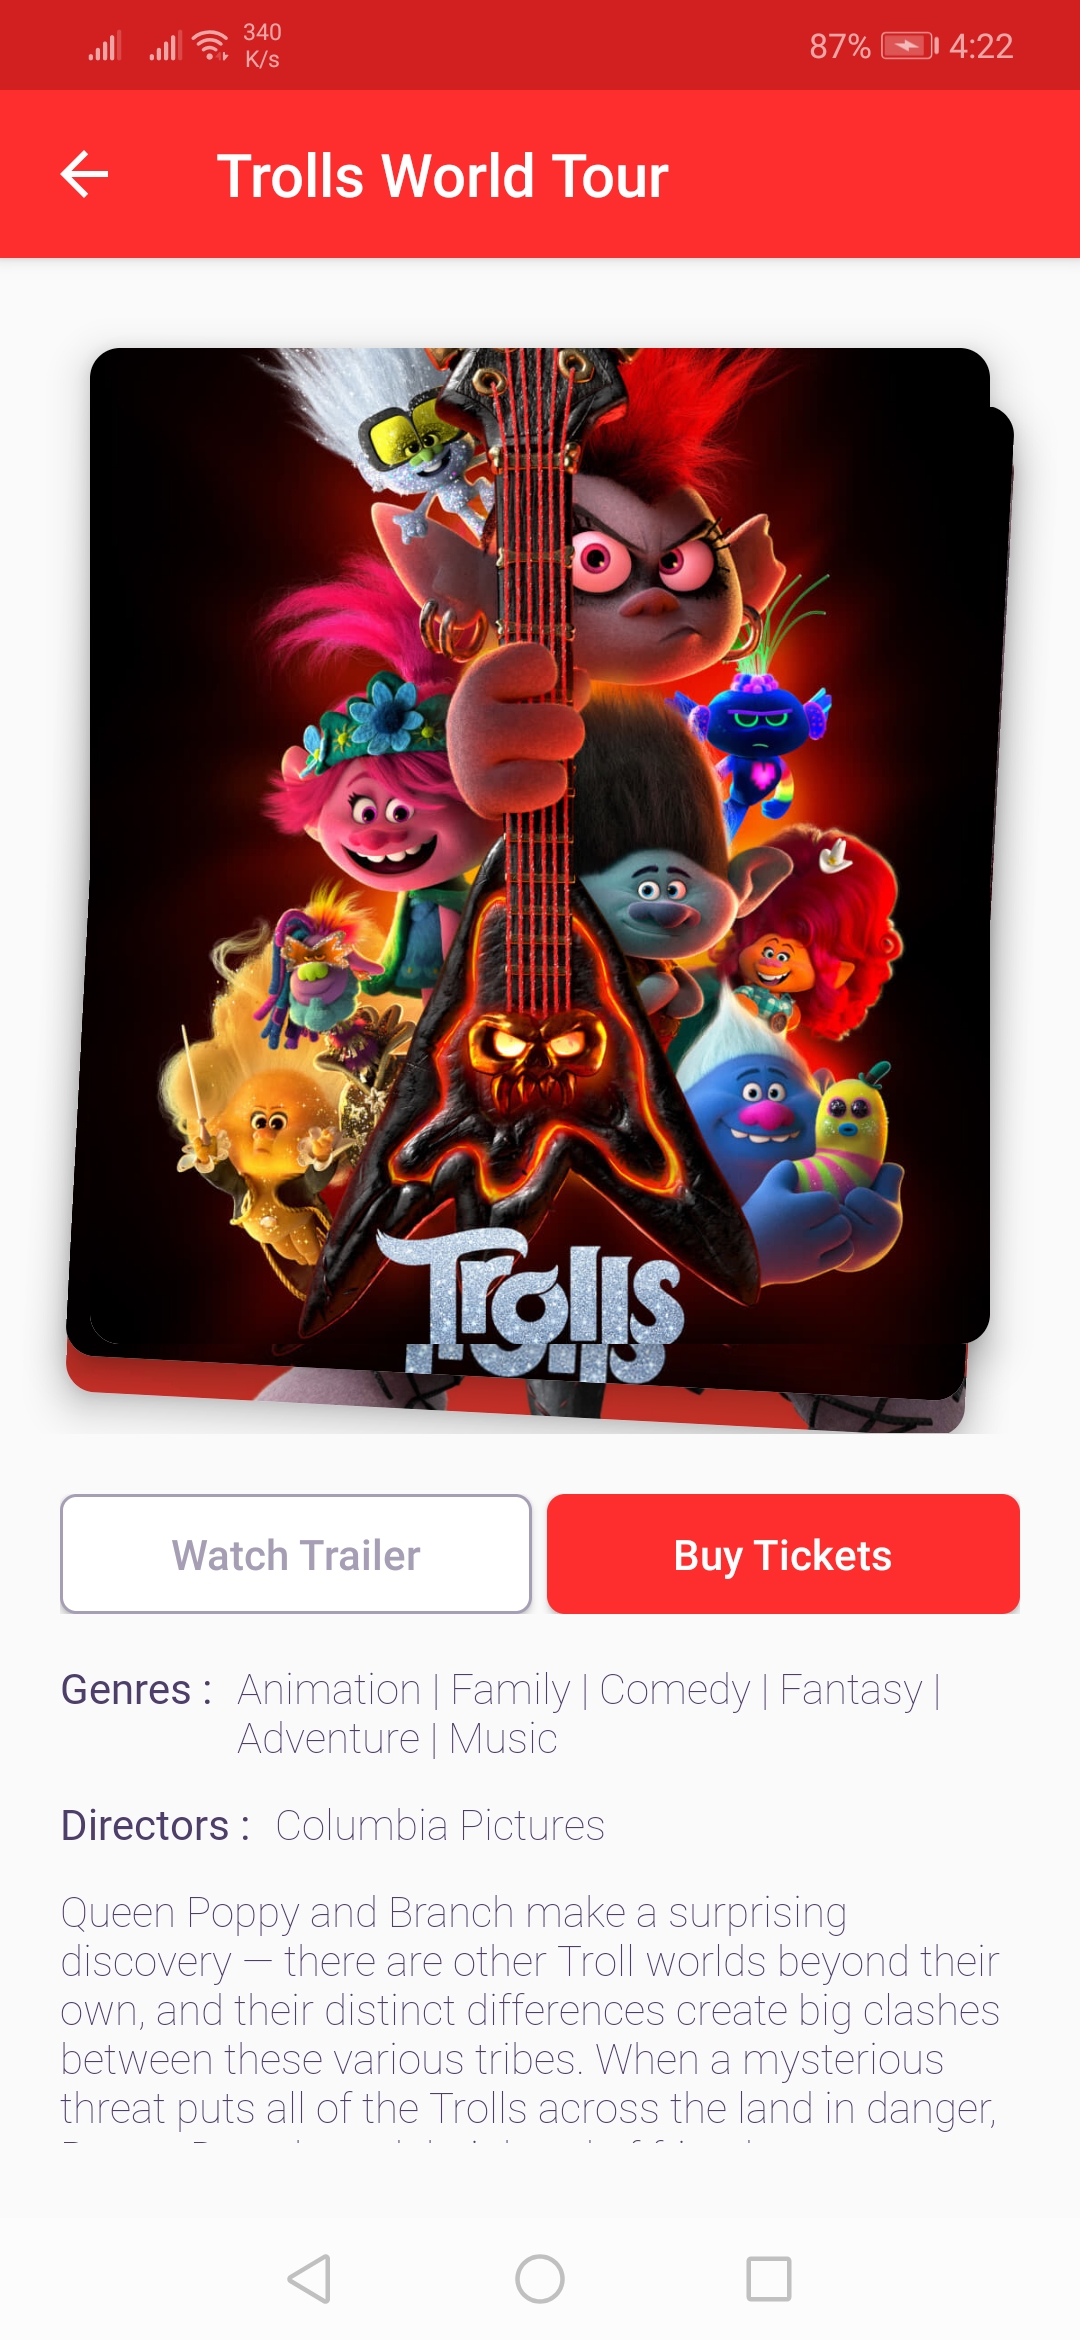 340
K/s
87% 4:22
Trolls World Tour
Trolls
Watch Trailer
Buy Tickets
Genres : Animation | Family | Comedy | Fantasy |
Adventure | Music
Directors : Columbia Pictures
Queen Poppy and Branch make a surprising
discovery — there are other Troll worlds beyond their
own, and their distinct differences create big clashes
between these various tribes. When a mysterious
threat puts all of the Trolls across the land in danger,